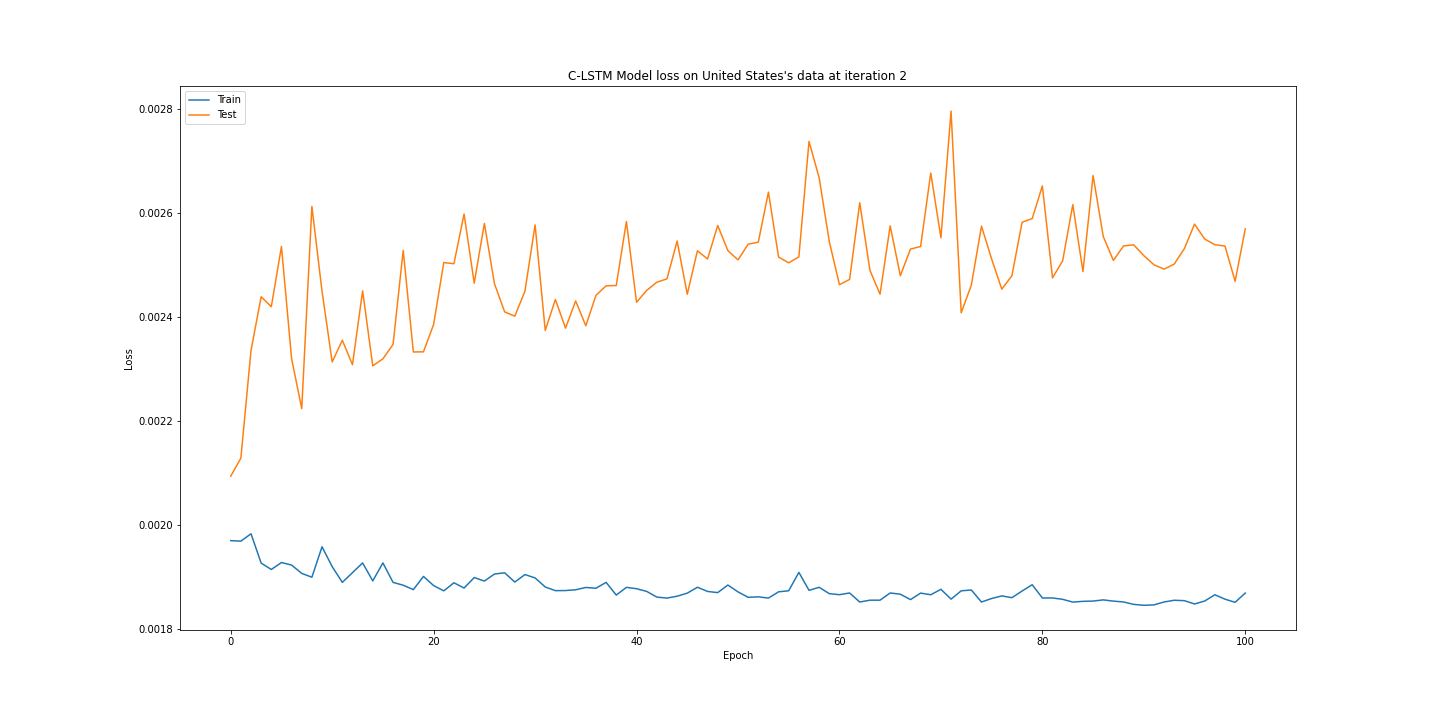 C-LSTM Model loss on United States's data at iteration 2
Train
Test
0.0028
0.0026
0.0024
0.0022
0.0020
0.0018
Loss
0 20 40 60 80 100
Epoch